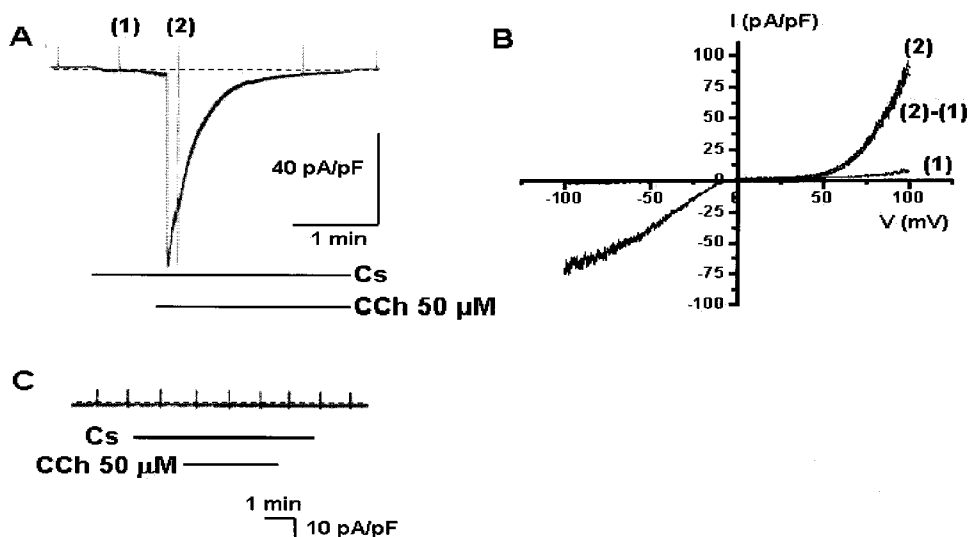 A
(1) (2)
40 pA/pF
1 min
Cs
CCh 50 µM
B
I (pA/pF)
100
75
50
25
0
-25
-50
-75
-100
-100 -50 0 50 100
V (mV)
(2)
(2)-(1)
(1)
C
Cs
CCh 50 µM
1 min
10 pA/pF